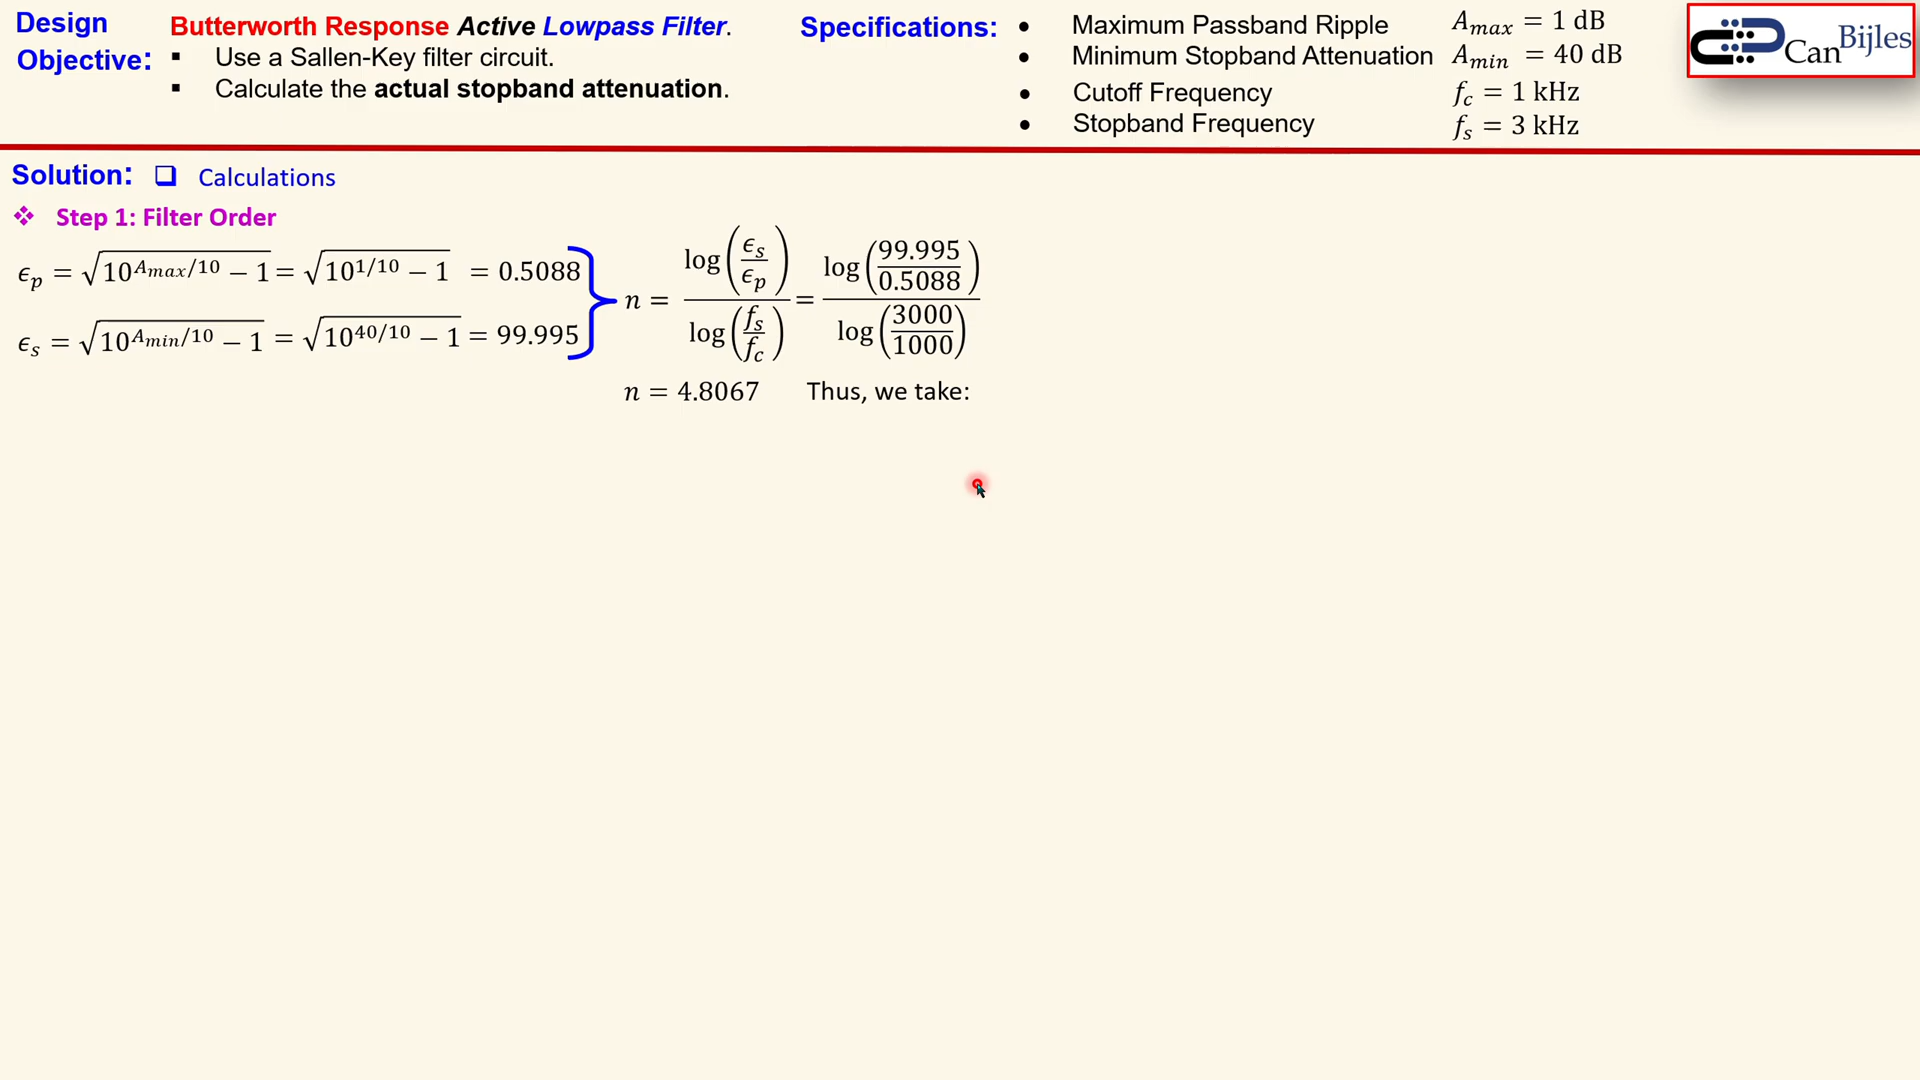 Design Objective:
Butterworth Response Active Lowpass Filter.
▪ Use a Sallen-Key filter circuit.
▪ Calculate the actual stopband attenuation.
Specifications:
• Maximum Passband Ripple A_max = 1 dB
• Minimum Stopband Attenuation A_min = 40 dB
• Cutoff Frequency f_c = 1 kHz
• Stopband Frequency f_s = 3 kHz
CanBijles
Solution: ❑ Calculations
❖ Step 1: Filter Order
ϵ_p = √(10^(A_max/10) − 1) = √(10^(1/10) − 1) = 0.5088
ϵ_s = √(10^(A_min/10) − 1) = √(10^(40/10) − 1) = 99.995
n = log(ϵ_s/ϵ_p) / log(f_s/f_c) = log(99.995/0.5088) / log(3000/1000)
n = 4.8067 Thus, we take: